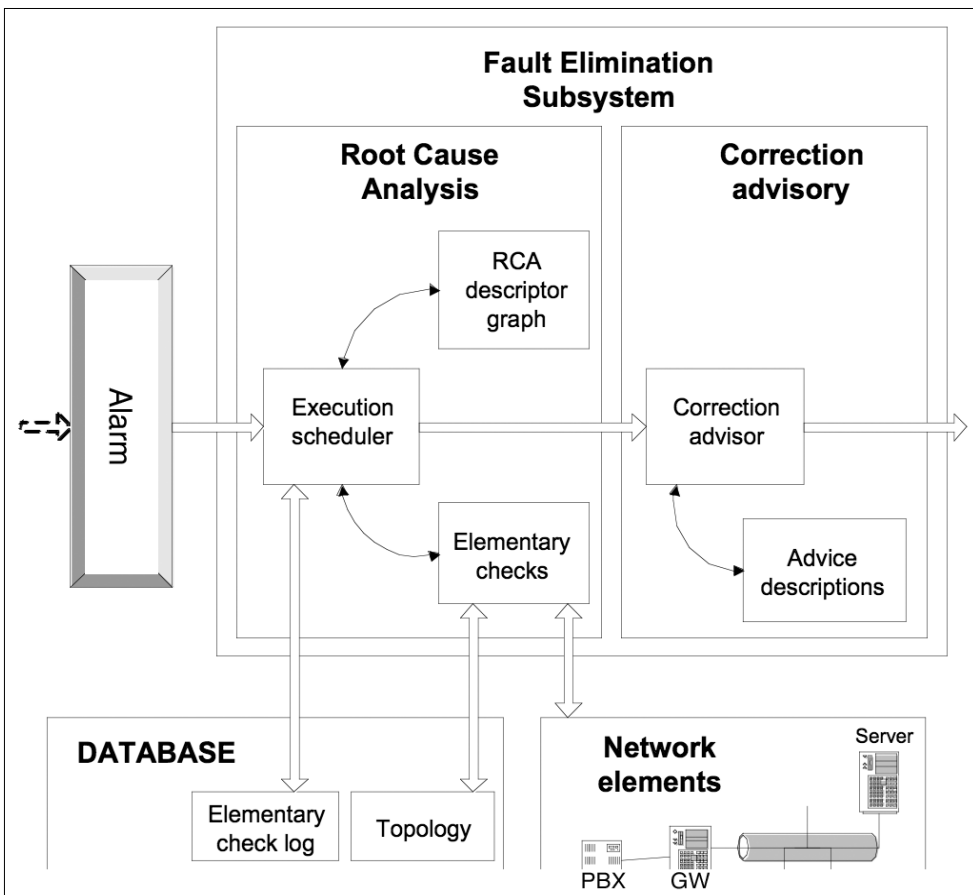 Fault Elimination
Subsystem
Root Cause
Analysis
Correction
advisory
RCA
descriptor
graph
Alarm
Execution
scheduler
Correction
advisor
Elementary
checks
Advice
descriptions
DATABASE
Elementary
check log
Topology
Network
elements
Server
PBX
GW